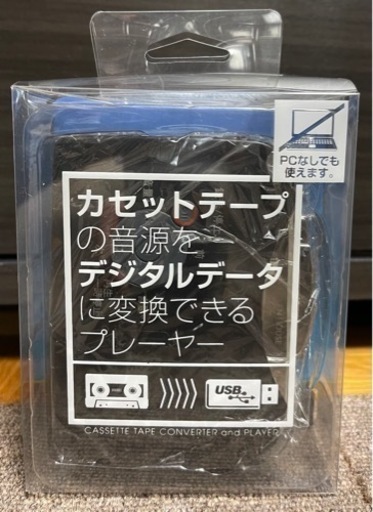 PCなしでも
使えます。
カセットテープ
の音源を
デジタルデータ
に変換できる
プレーヤー
USB
CASSETTE TAPE CONVERTER and PLAYER